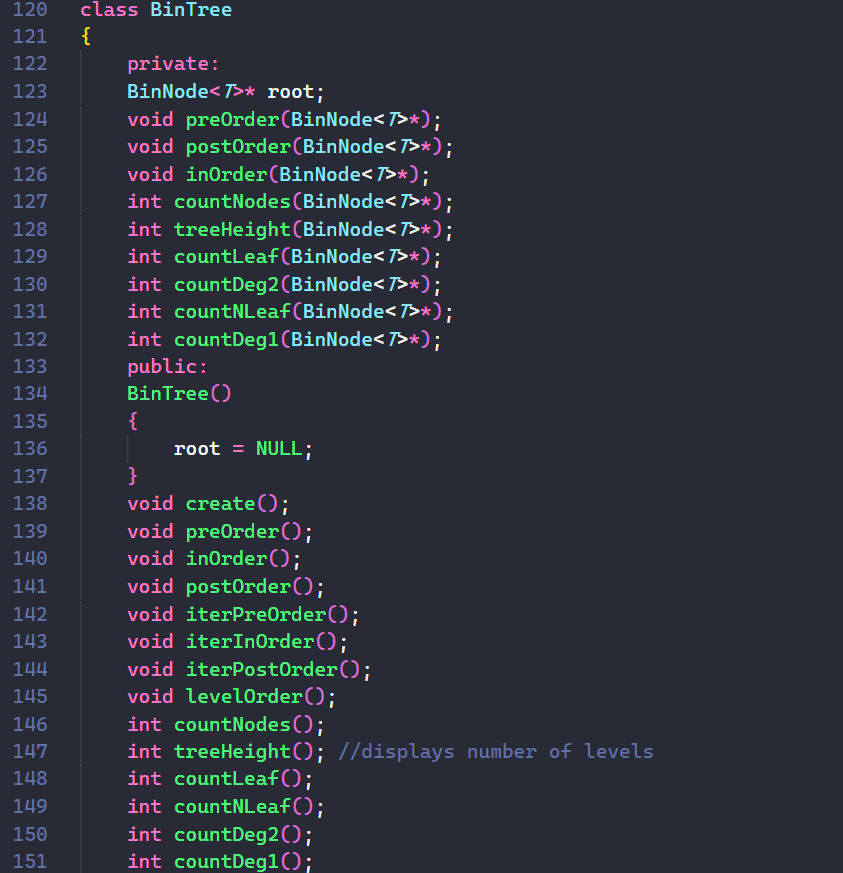 120 class BinTree
121 {
122 private:
123 BinNode<T>* root;
124 void preOrder(BinNode<T>*);
125 void postOrder(BinNode<T>*);
126 void inOrder(BinNode<T>*);
127 int countNodes(BinNode<T>*);
128 int treeHeight(BinNode<T>*);
129 int countLeaf(BinNode<T>*);
130 int countDeg2(BinNode<T>*);
131 int countNLeaf(BinNode<T>*);
132 int countDeg1(BinNode<T>*);
133 public:
134 BinTree()
135 {
136 root = NULL;
137 }
138 void create();
139 void preOrder();
140 void inOrder();
141 void postOrder();
142 void iterPreOrder();
143 void iterInOrder();
144 void iterPostOrder();
145 void levelOrder();
146 int countNodes();
147 int treeHeight(); //displays number of levels
148 int countLeaf();
149 int countNLeaf();
150 int countDeg2();
151 int countDeg1();